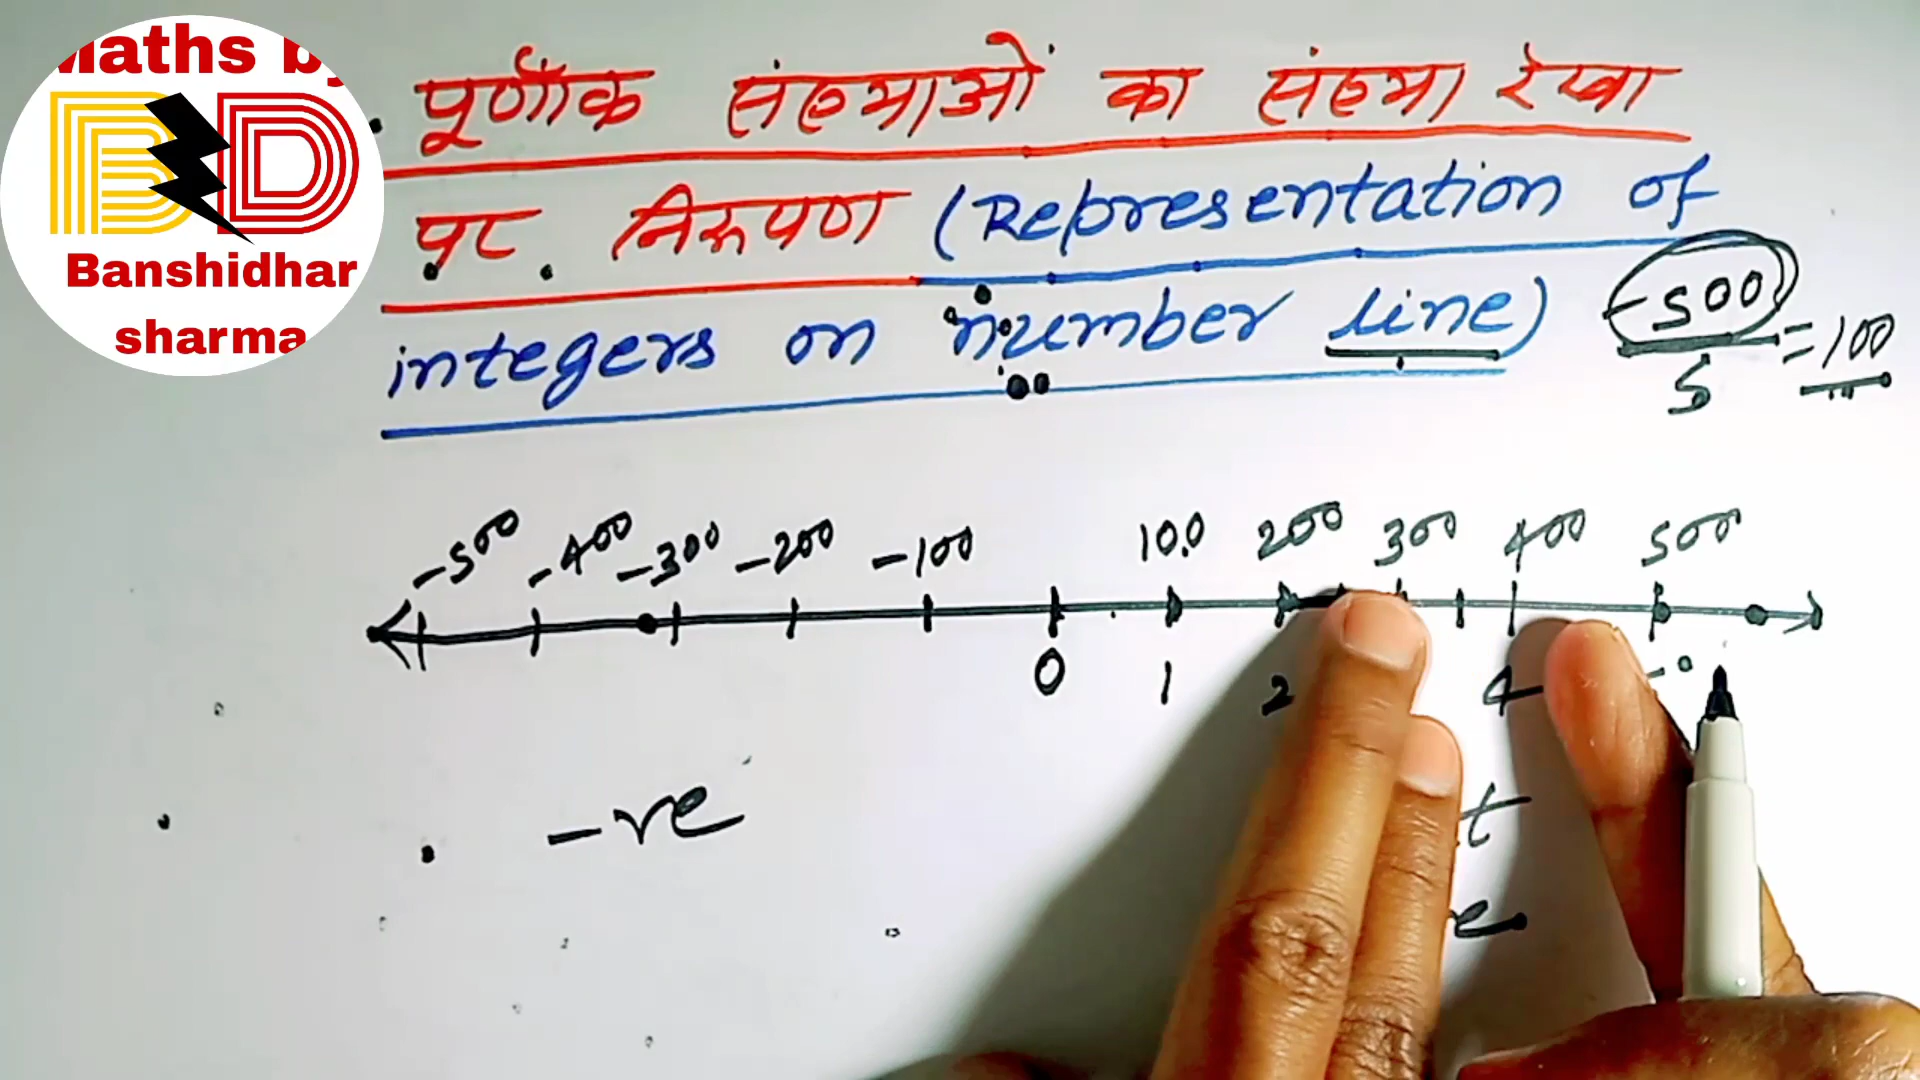 Maths by
BD
Banshidhar
sharma
पूर्णांक संख्याओं का संख्या रेखा
पर निरुपण (Representation of
integers on number line)
-500
5
=100
-500 -400 -300 -200 -100 100 200 300 400 500
0 1 2 4
-ve t
e